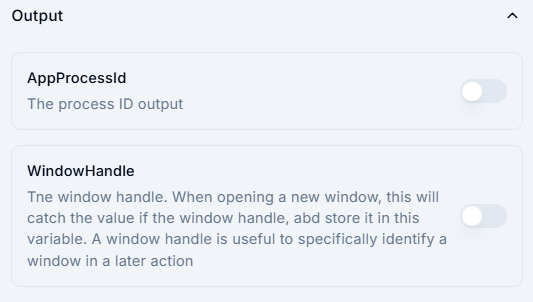 Output
AppProcessId
The process ID output
WindowHandle
Tne window handle. When opening a new window, this will
catch the value if the window handle, abd store it in this
variable. A window handle is useful to specifically identify a
window in a later action